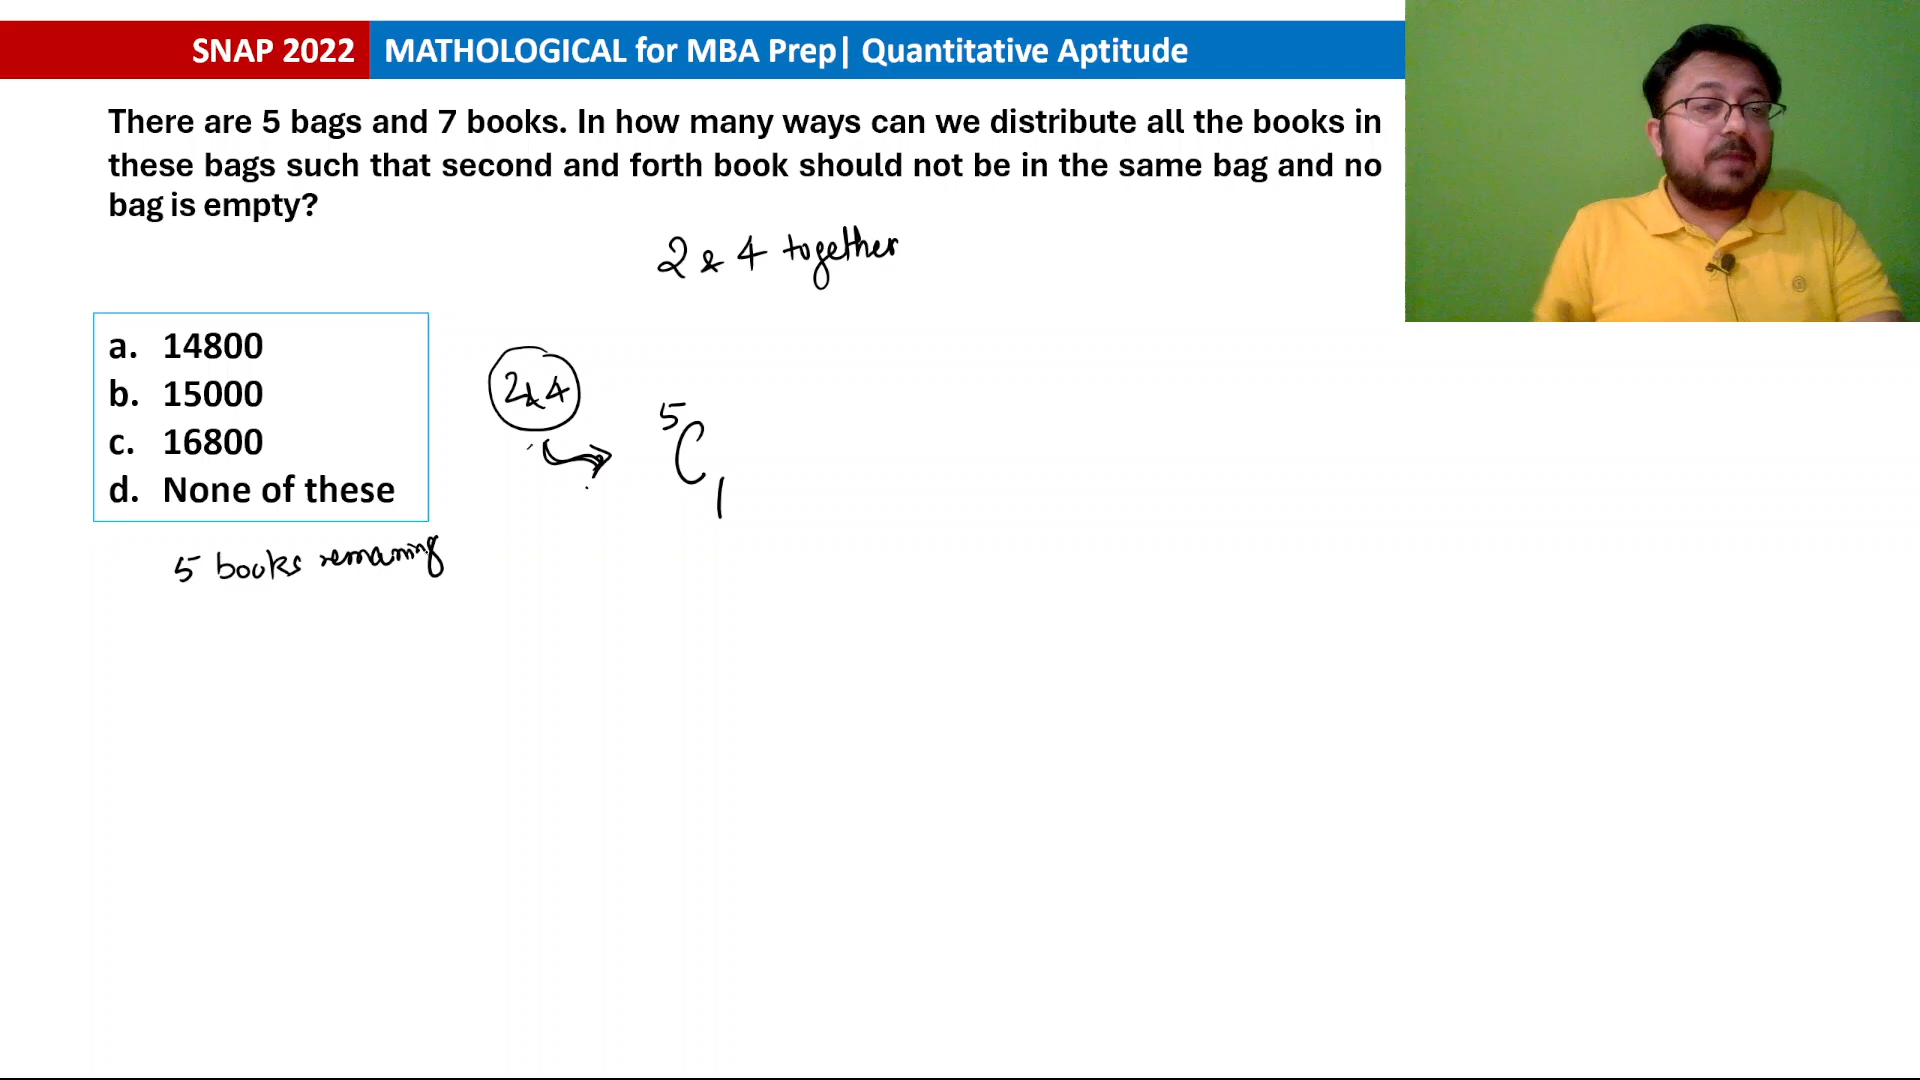 SNAP 2022 MATHOLOGICAL for MBA Prep| Quantitative Aptitude
There are 5 bags and 7 books. In how many ways can we distribute all the books in
these bags such that second and forth book should not be in the same bag and no
bag is empty?
2 & 4 together
a. 14800
b. 15000
c. 16800
d. None of these
2&4
5C1
5 books remaining